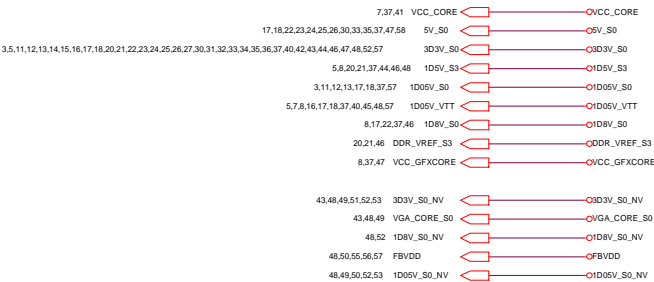 7,37,41 VCC_CORE VCC_CORE
17,18,22,23,24,25,26,30,33,35,37,47,58 5V_S0 5V_S0
3,5,11,12,13,14,15,16,17,18,20,21,22,23,24,25,26,27,30,31,32,33,34,35,36,37,40,42,43,44,46,47,48,52,57 3D3V_S0 3D3V_S0
5,8,20,21,37,44,46,48 1D5V_S3 1D5V_S3
3,11,12,13,17,18,37,57 1D05V_S0 1D05V_S0
5,7,8,16,17,18,37,40,45,48,57 1D05V_VTT 1D05V_VTT
8,17,22,37,46 1D8V_S0 1D8V_S0
20,21,46 DDR_VREF_S3 DDR_VREF_S3
8,37,47 VCC_GFXCORE VCC_GFXCORE
43,48,49,51,52,53 3D3V_S0_NV 3D3V_S0_NV
43,48,49 VGA_CORE_S0 VGA_CORE_S0
48,52 1D8V_S0_NV 1D8V_S0_NV
48,50,55,56,57 FBVDD FBVDD
48,49,50,52,53 1D05V_S0_NV 1D05V_S0_NV